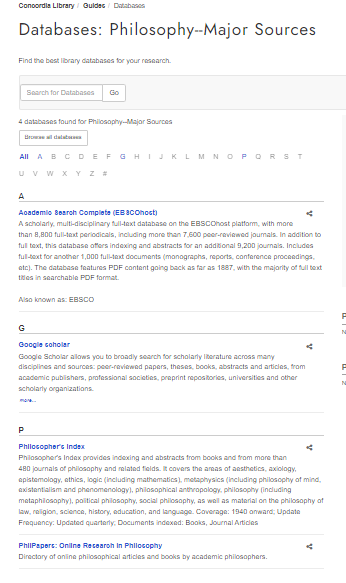 Concordia Library / Guides / Databases
Databases: Philosophy--Major Sources
Find the best library databases for your research.
Search for Databases Go
4 databases found for Philosophy--Major Sources
Browse all databases
All A B C D E F G H I J K L M N O P Q R S T
U V W X Y Z #
A
Academic Search Complete (EBSCOhost)
A scholarly, multi-disciplinary full-text database on the EBSCOhost platform, with more
than 8,800 full-text periodicals, including more than 7,600 peer-reviewed journals. In addition to
full text, this database offers indexing and abstracts for an additional 9,200 journals. Includes
full-text for another 1,000 full-text documents (monographs, reports, conference proceedings,
etc). The database features PDF content going back as far as 1887, with the majority of full text
titles in searchable PDF format.
Also known as: EBSCO
G
Google scholar
Google Scholar allows you to broadly search for scholarly literature across many
disciplines and sources: peer-reviewed papers, theses, books, abstracts and articles, from
academic publishers, professional societies, preprint repositories, universities and other
scholarly organizations.
more...
P
Philosopher's Index
Philosopher's Index provides indexing and abstracts from books and from more than
480 journals of philosophy and related fields. It covers the areas of aesthetics, axiology,
epistemology, ethics, logic (including mathematics), metaphysics (including philosophy of mind,
existentialism and phenomenology), philosophical anthropology, philosophy (including
metaphilosophy), political philosophy, social philosophy, as well as material on the philosophy of
law, religion, science, history, education, and language. Coverage: 1940 onward; Update
Frequency: Updated quarterly; Documents indexed: Books, Journal Articles
PhilPapers: Online Research in Philosophy
Directory of online philosophical articles and books by academic philosophers.